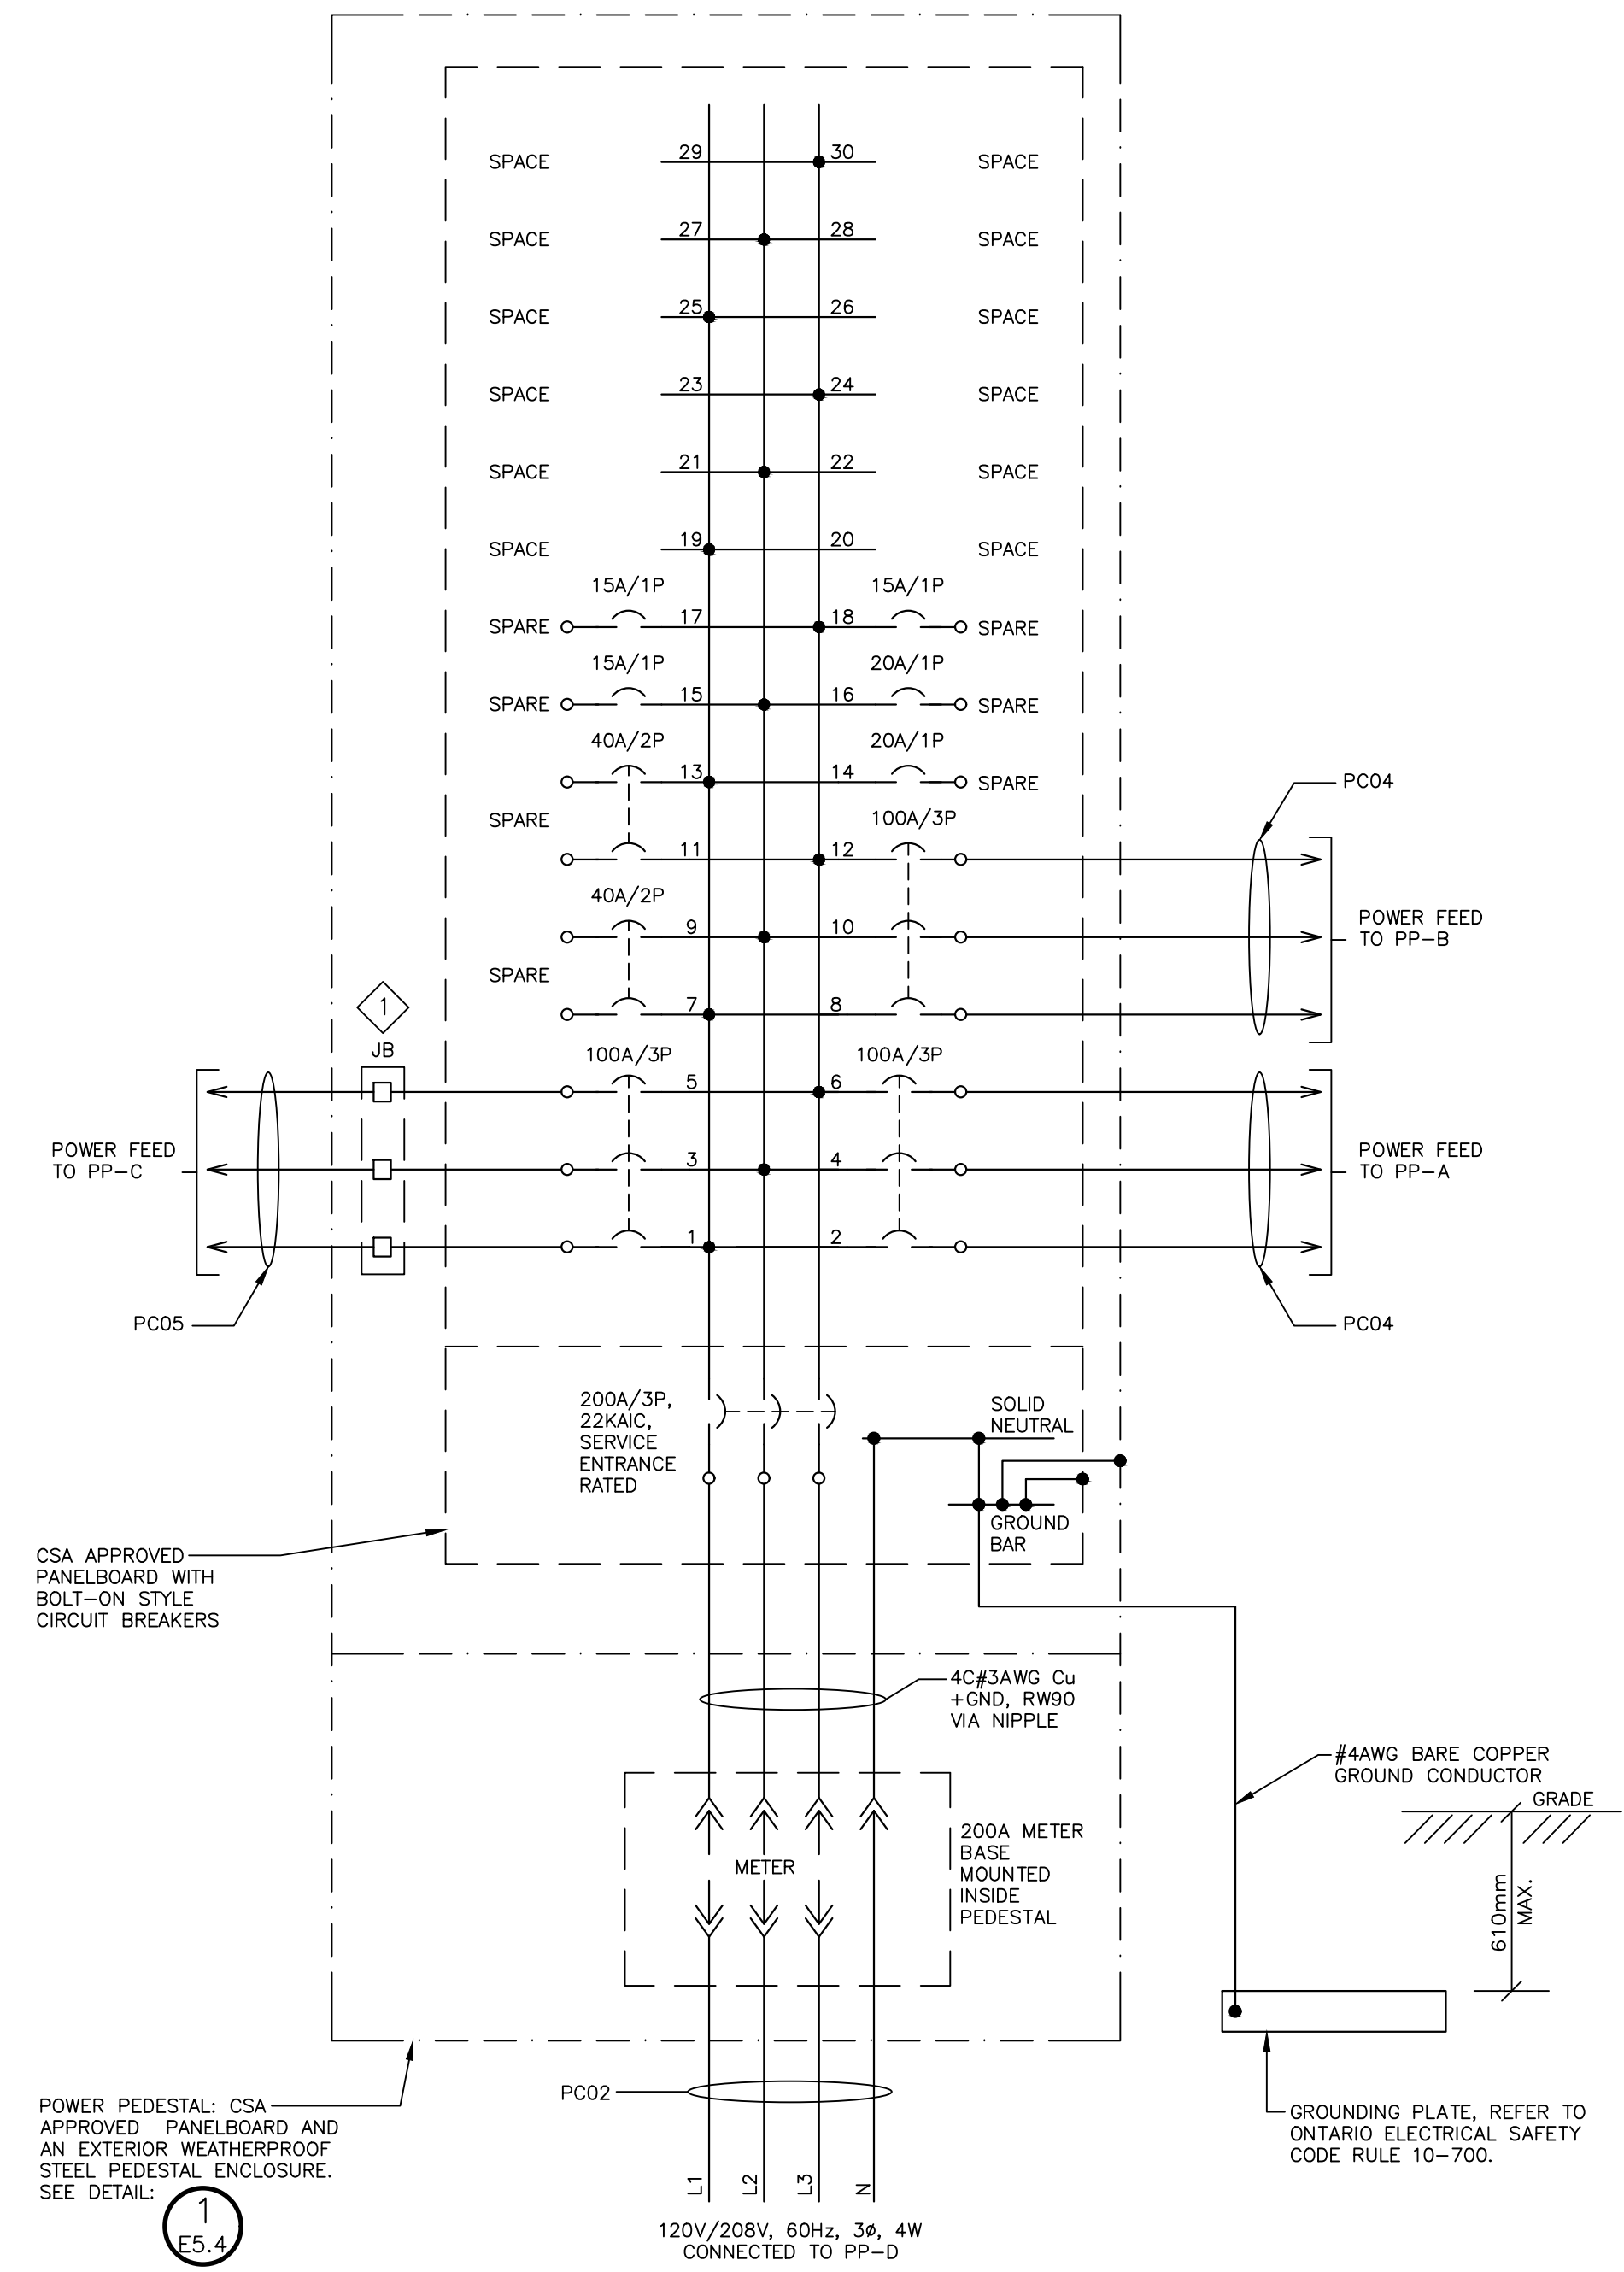 SPACE 29 30 SPACE
SPACE 27 28 SPACE
SPACE 25 26 SPACE
SPACE 23 24 SPACE
SPACE 21 22 SPACE
SPACE 19 20 SPACE
15A/1P 15A/1P
SPARE 17 18 SPARE
15A/1P 20A/1P
SPARE 15 16 SPARE
40A/2P 20A/1P
13 14 SPARE
SPARE
100A/3P
11 12
40A/2P
9 10
SPARE
7 8
PC04
POWER FEED
TO PP-B
1
JB
100A/3P 100A/3P
5 6
3 4
1 2
POWER FEED
TO PP-C
POWER FEED
TO PP-A
PC05
PC04
200A/3P,
22KAIC,
SERVICE
ENTRANCE
RATED
SOLID
NEUTRAL
GROUND
BAR
CSA APPROVED
PANELBOARD WITH
BOLT-ON STYLE
CIRCUIT BREAKERS
4C#3AWG Cu
+GND, RW90
VIA NIPPLE
#4AWG BARE COPPER
GROUND CONDUCTOR
GRADE
610mm
MAX.
METER
200A METER
BASE
MOUNTED
INSIDE
PEDESTAL
PC02
POWER PEDESTAL: CSA
APPROVED PANELBOARD AND
AN EXTERIOR WEATHERPROOF
STEEL PEDESTAL ENCLOSURE.
SEE DETAIL:
1
E5.4
GROUNDING PLATE, REFER TO
ONTARIO ELECTRICAL SAFETY
CODE RULE 10-700.
L1
L2
L3
N
120V/208V, 60Hz, 3ø, 4W
CONNECTED TO PP-D